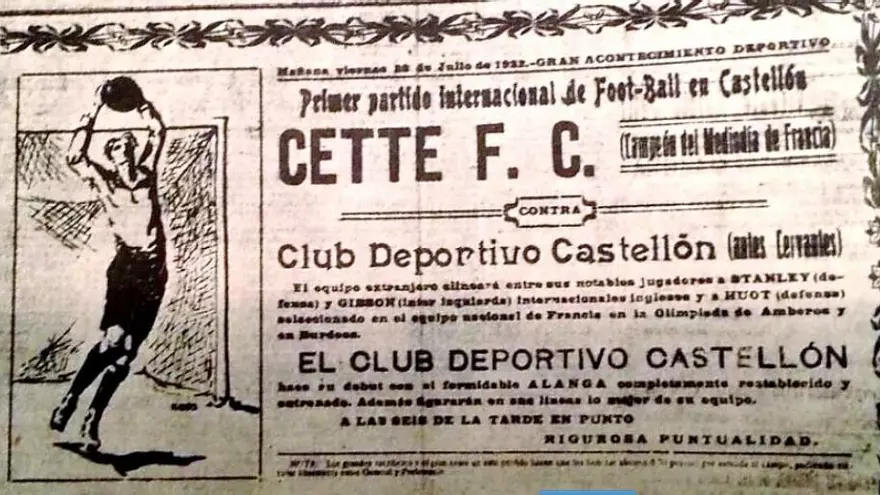 Mañana viernes 28 de Julio de 1922.-GRAN ACONTECIMIENTO DEPORTIVO
Primer partido internacional de Foot-Ball en Castellón
CETTE F. C. (Campeón del Mediodía de Francia)
CONTRA
Club Deportivo Castellón (antes Cervantes)
El equipo extranjero alineará entre sus notables jugadores a STANLEY (de-
fensa) y GIBSON (inter izquierda) internacionales ingleses y a HUOT (defensa)
seleccionado en el equipo nacional de Francia en la Olimpiada de Amberes y
en Burdeos.
EL CLUB DEPORTIVO CASTELLÓN
hace su debut con el formidable ALANGA completamente restablecido y
entrenado. Además figurarán en sus líneas lo mejor de su equipo.
A LAS SEIS DE LA TARDE EN PUNTO
RIGUROSA PUNTUALIDAD.
NOTA: